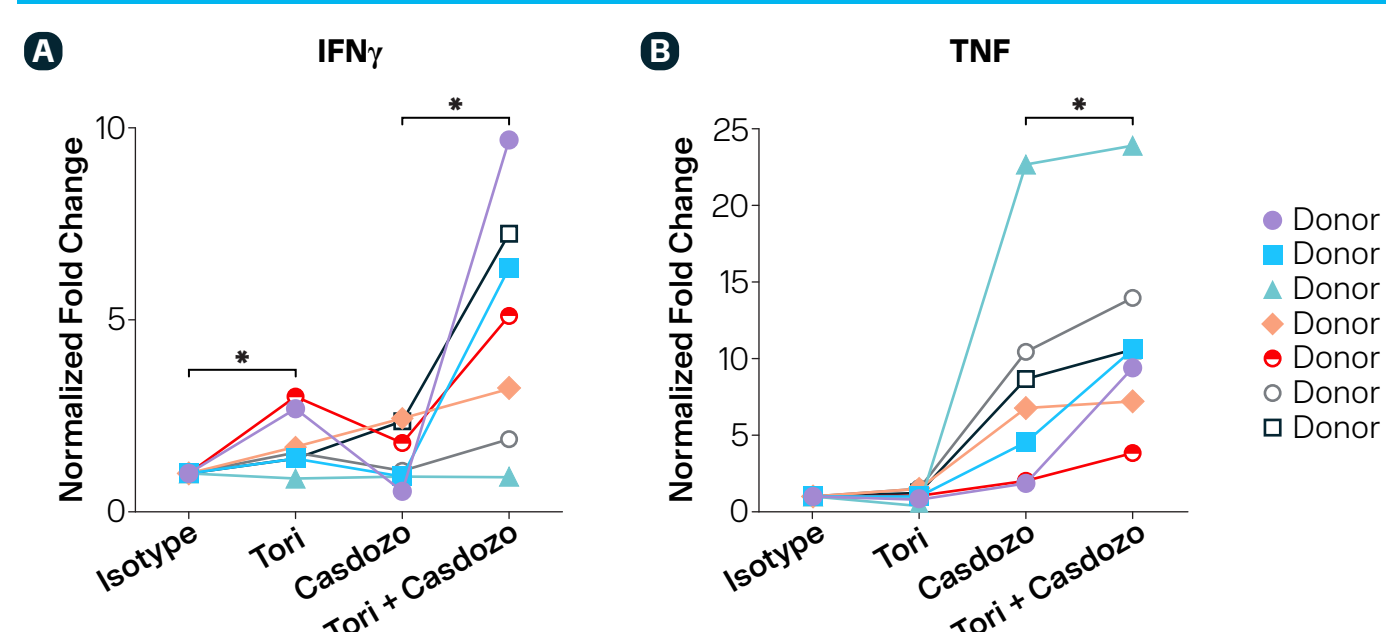 A
IFNγ
*
*
Normalized Fold Change
10
5
0
Isotype
Tori
Casdozo
Tori + Casdozo
B
TNF
*
Normalized Fold Change
25
20
15
10
5
0
Isotype
Tori
Casdozo
Tori + Casdozo
Donor
Donor
Donor
Donor
Donor
Donor
Donor